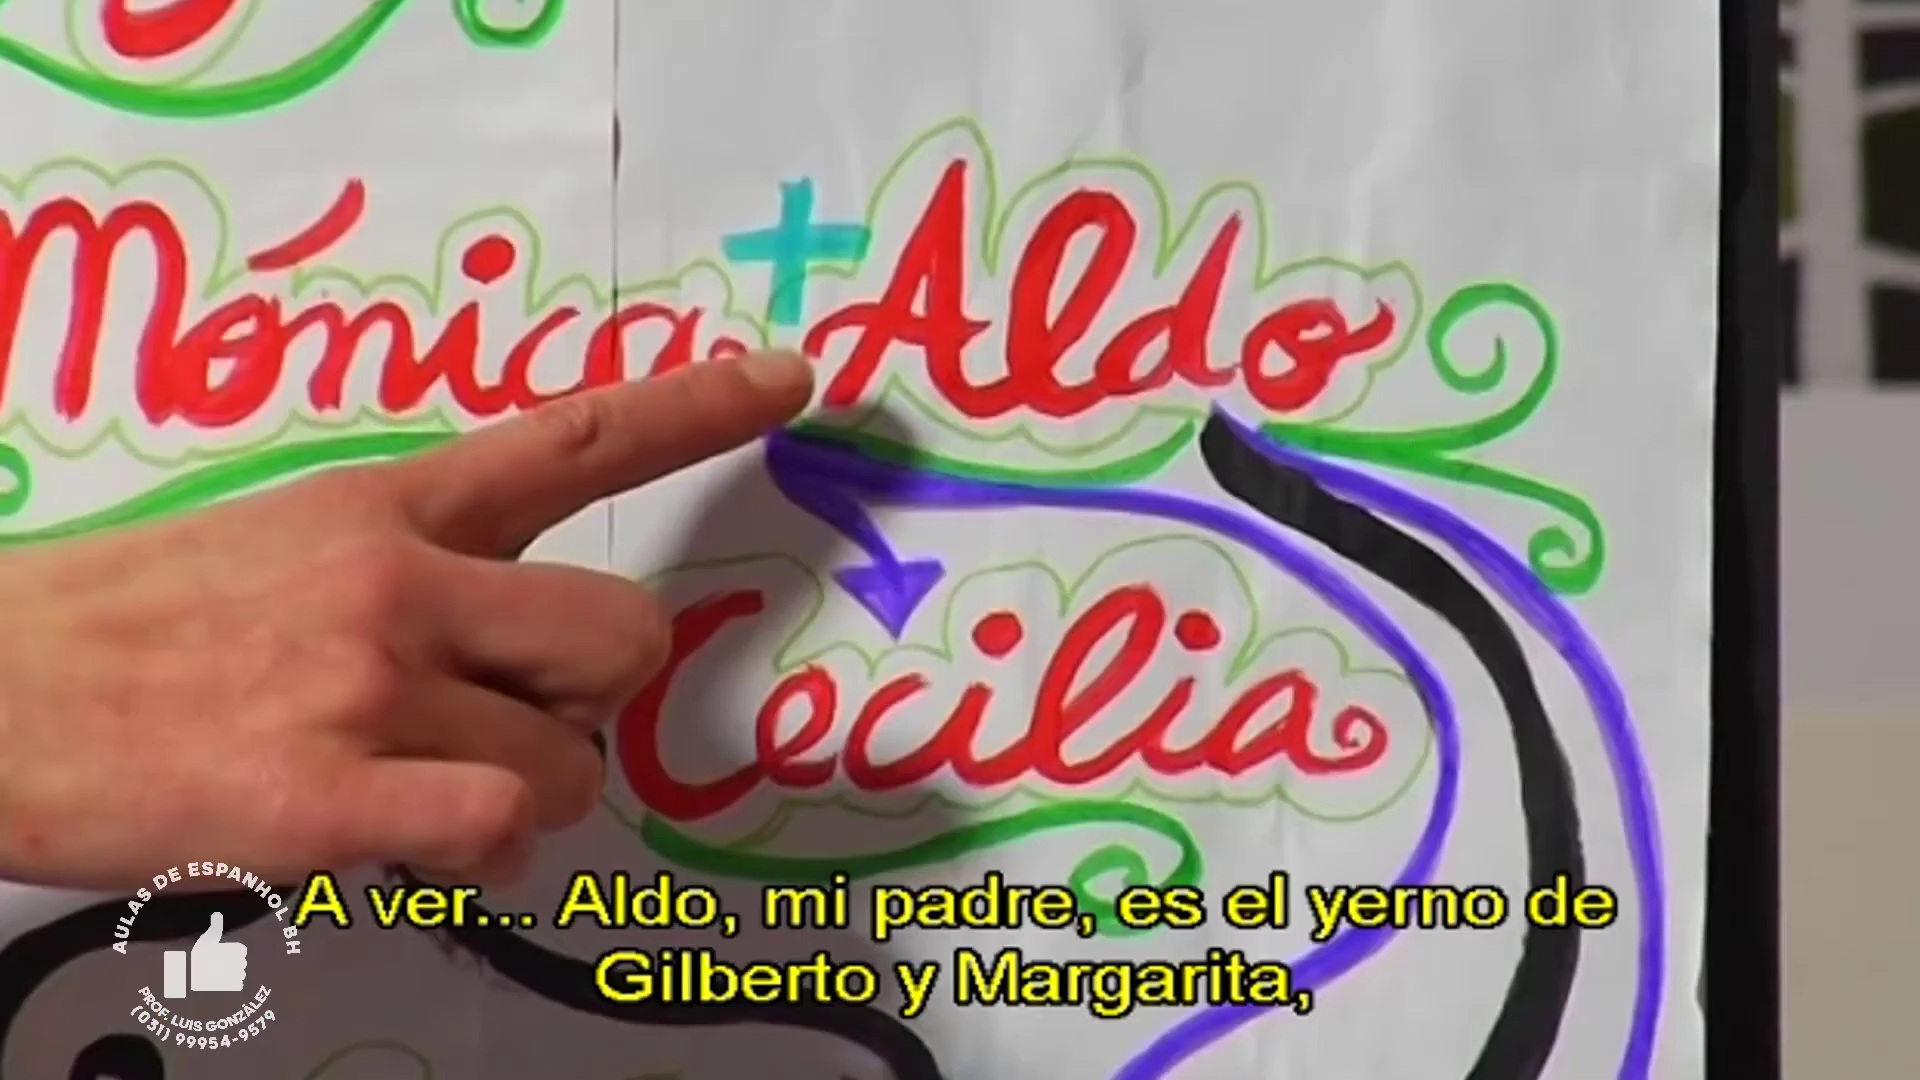 Mónica + Aldo
Cecilia
A ver... Aldo, mi padre, es el yerno de
Gilberto y Margarita,
AULAS DE ESPANHOL BH
PROF. LUIS GONZÁLEZ
(031) 99954-9579